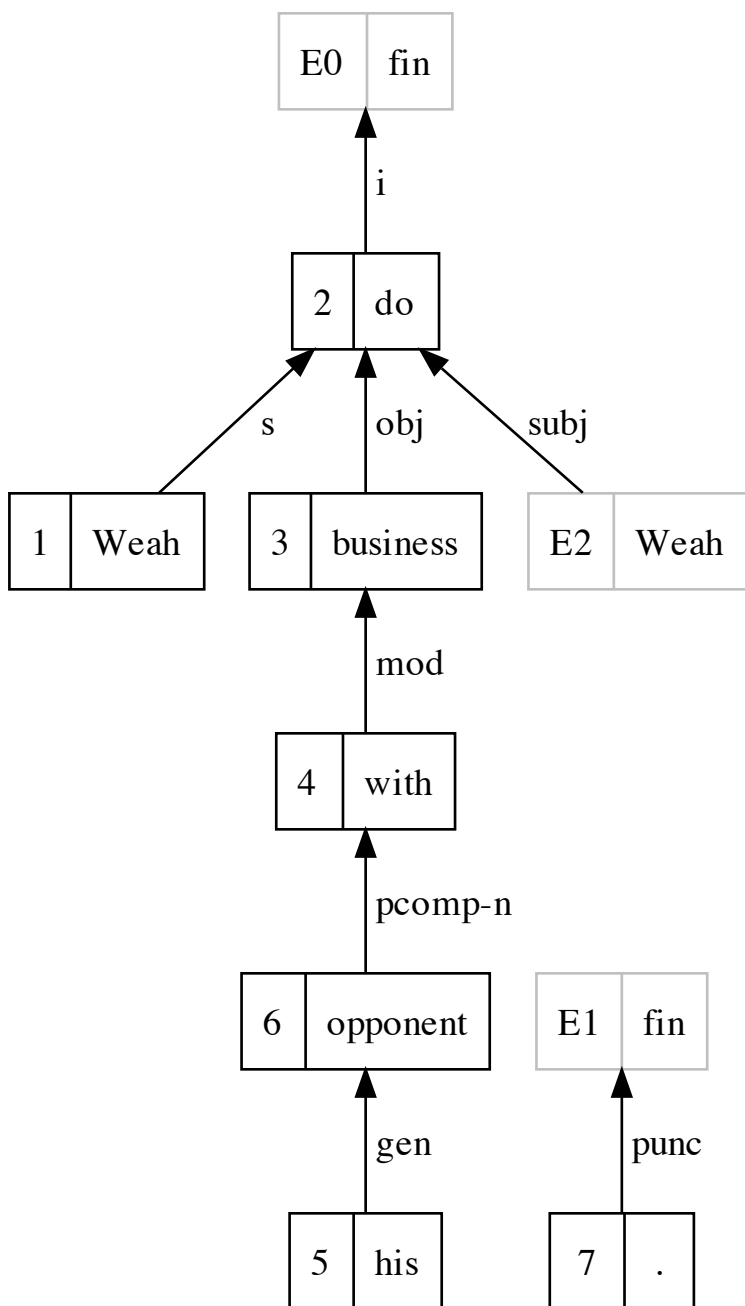 E0 fin
i
2 do
s obj subj
1 Weah 3 business E2 Weah
mod
4 with
pcomp-n
6 opponent E1 fin
gen punc
5 his 7 .